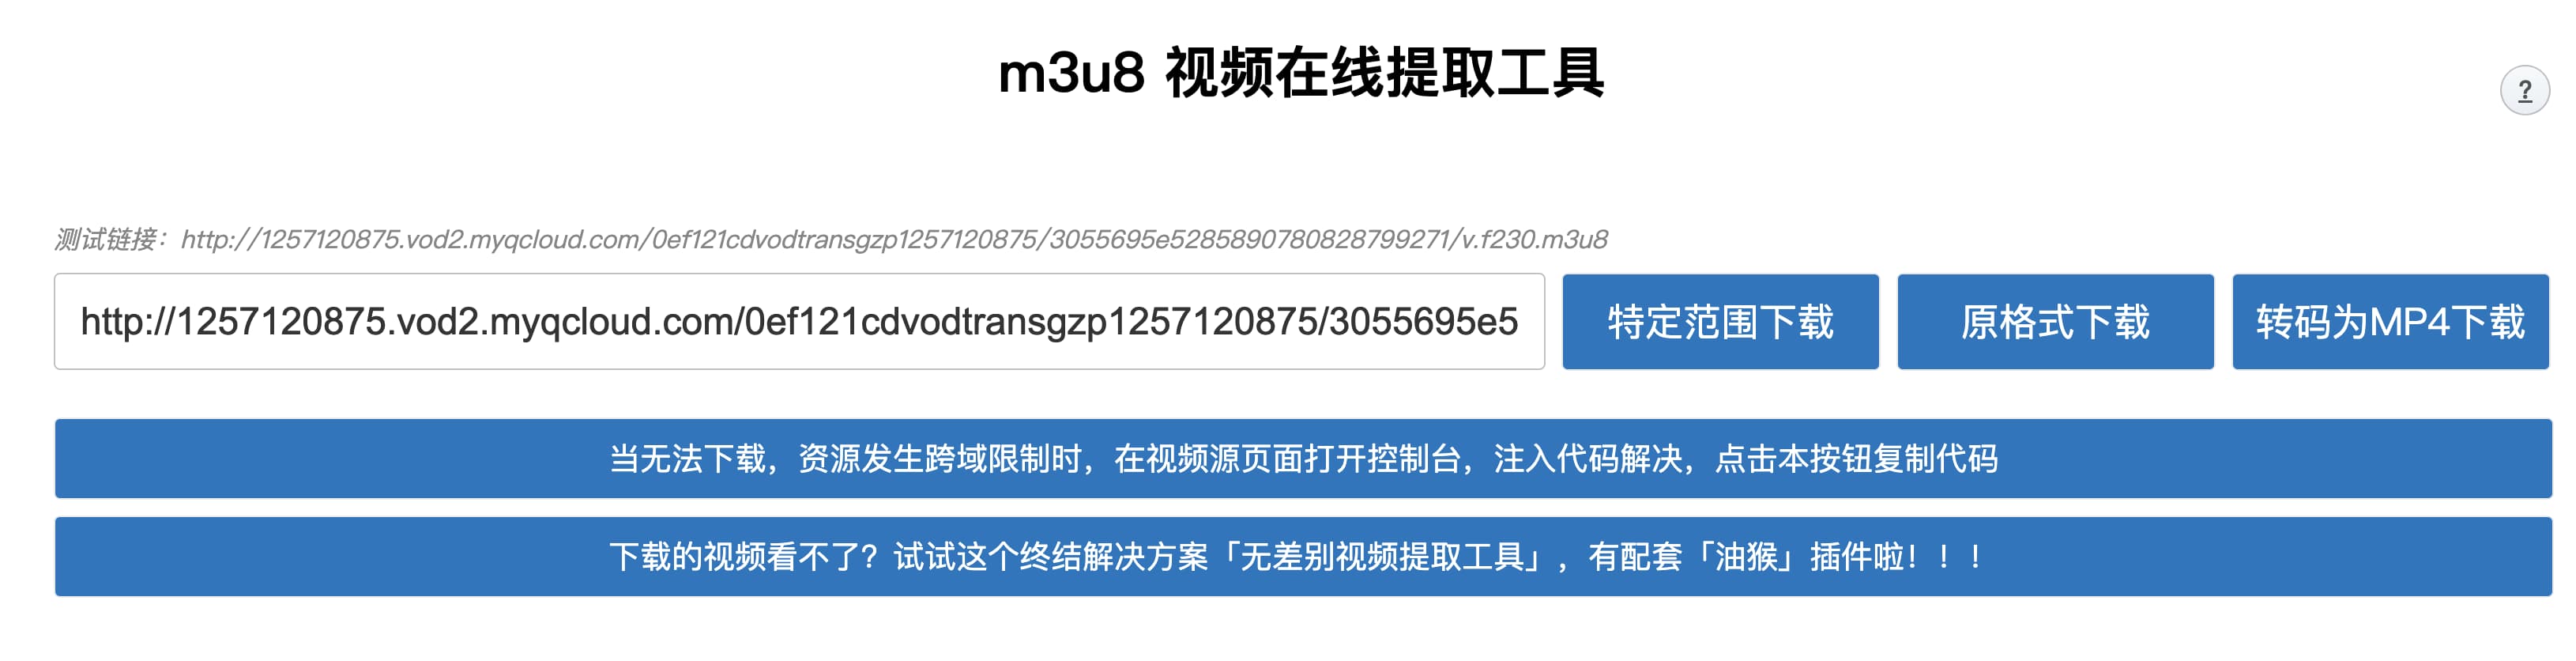 m3u8 视频在线提取工具
?
测试链接：http://1257120875.vod2.myqcloud.com/0ef121cdvodtransgzp1257120875/3055695e5285890780828799271/v.f230.m3u8
http://1257120875.vod2.myqcloud.com/0ef121cdvodtransgzp1257120875/3055695e5 特定范围下载 原格式下载 转码为MP4下载
当无法下载，资源发生跨域限制时，在视频源页面打开控制台，注入代码解决，点击本按钮复制代码
下载的视频看不了？试试这个终结解决方案「无差别视频提取工具」，有配套「油猴」插件啦！！！